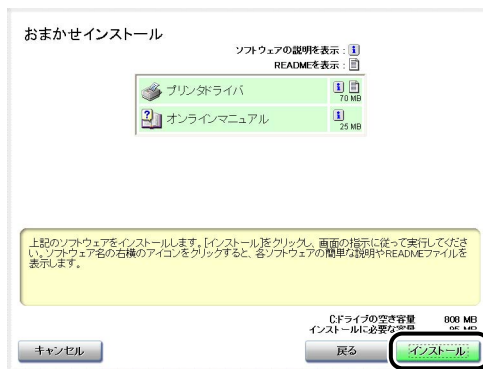 おまかせインストール
ソフトウェアの説明を表示 :
READMEを表示 :
プリンタドライバ
70 MB
オンラインマニュアル
25 MB
上記のソフトウェアをインストールします。[インストール]をクリックし、画面の指示に従って実行してくださ
い。ソフトウェア名の右横のアイコンをクリックすると、各ソフトウェアの簡単な説明やREADMEファイルを
表示します。
C:ドライブの空き容量 808 MB
インストールに必要な容量 95 MB
キャンセル
戻る
インストール